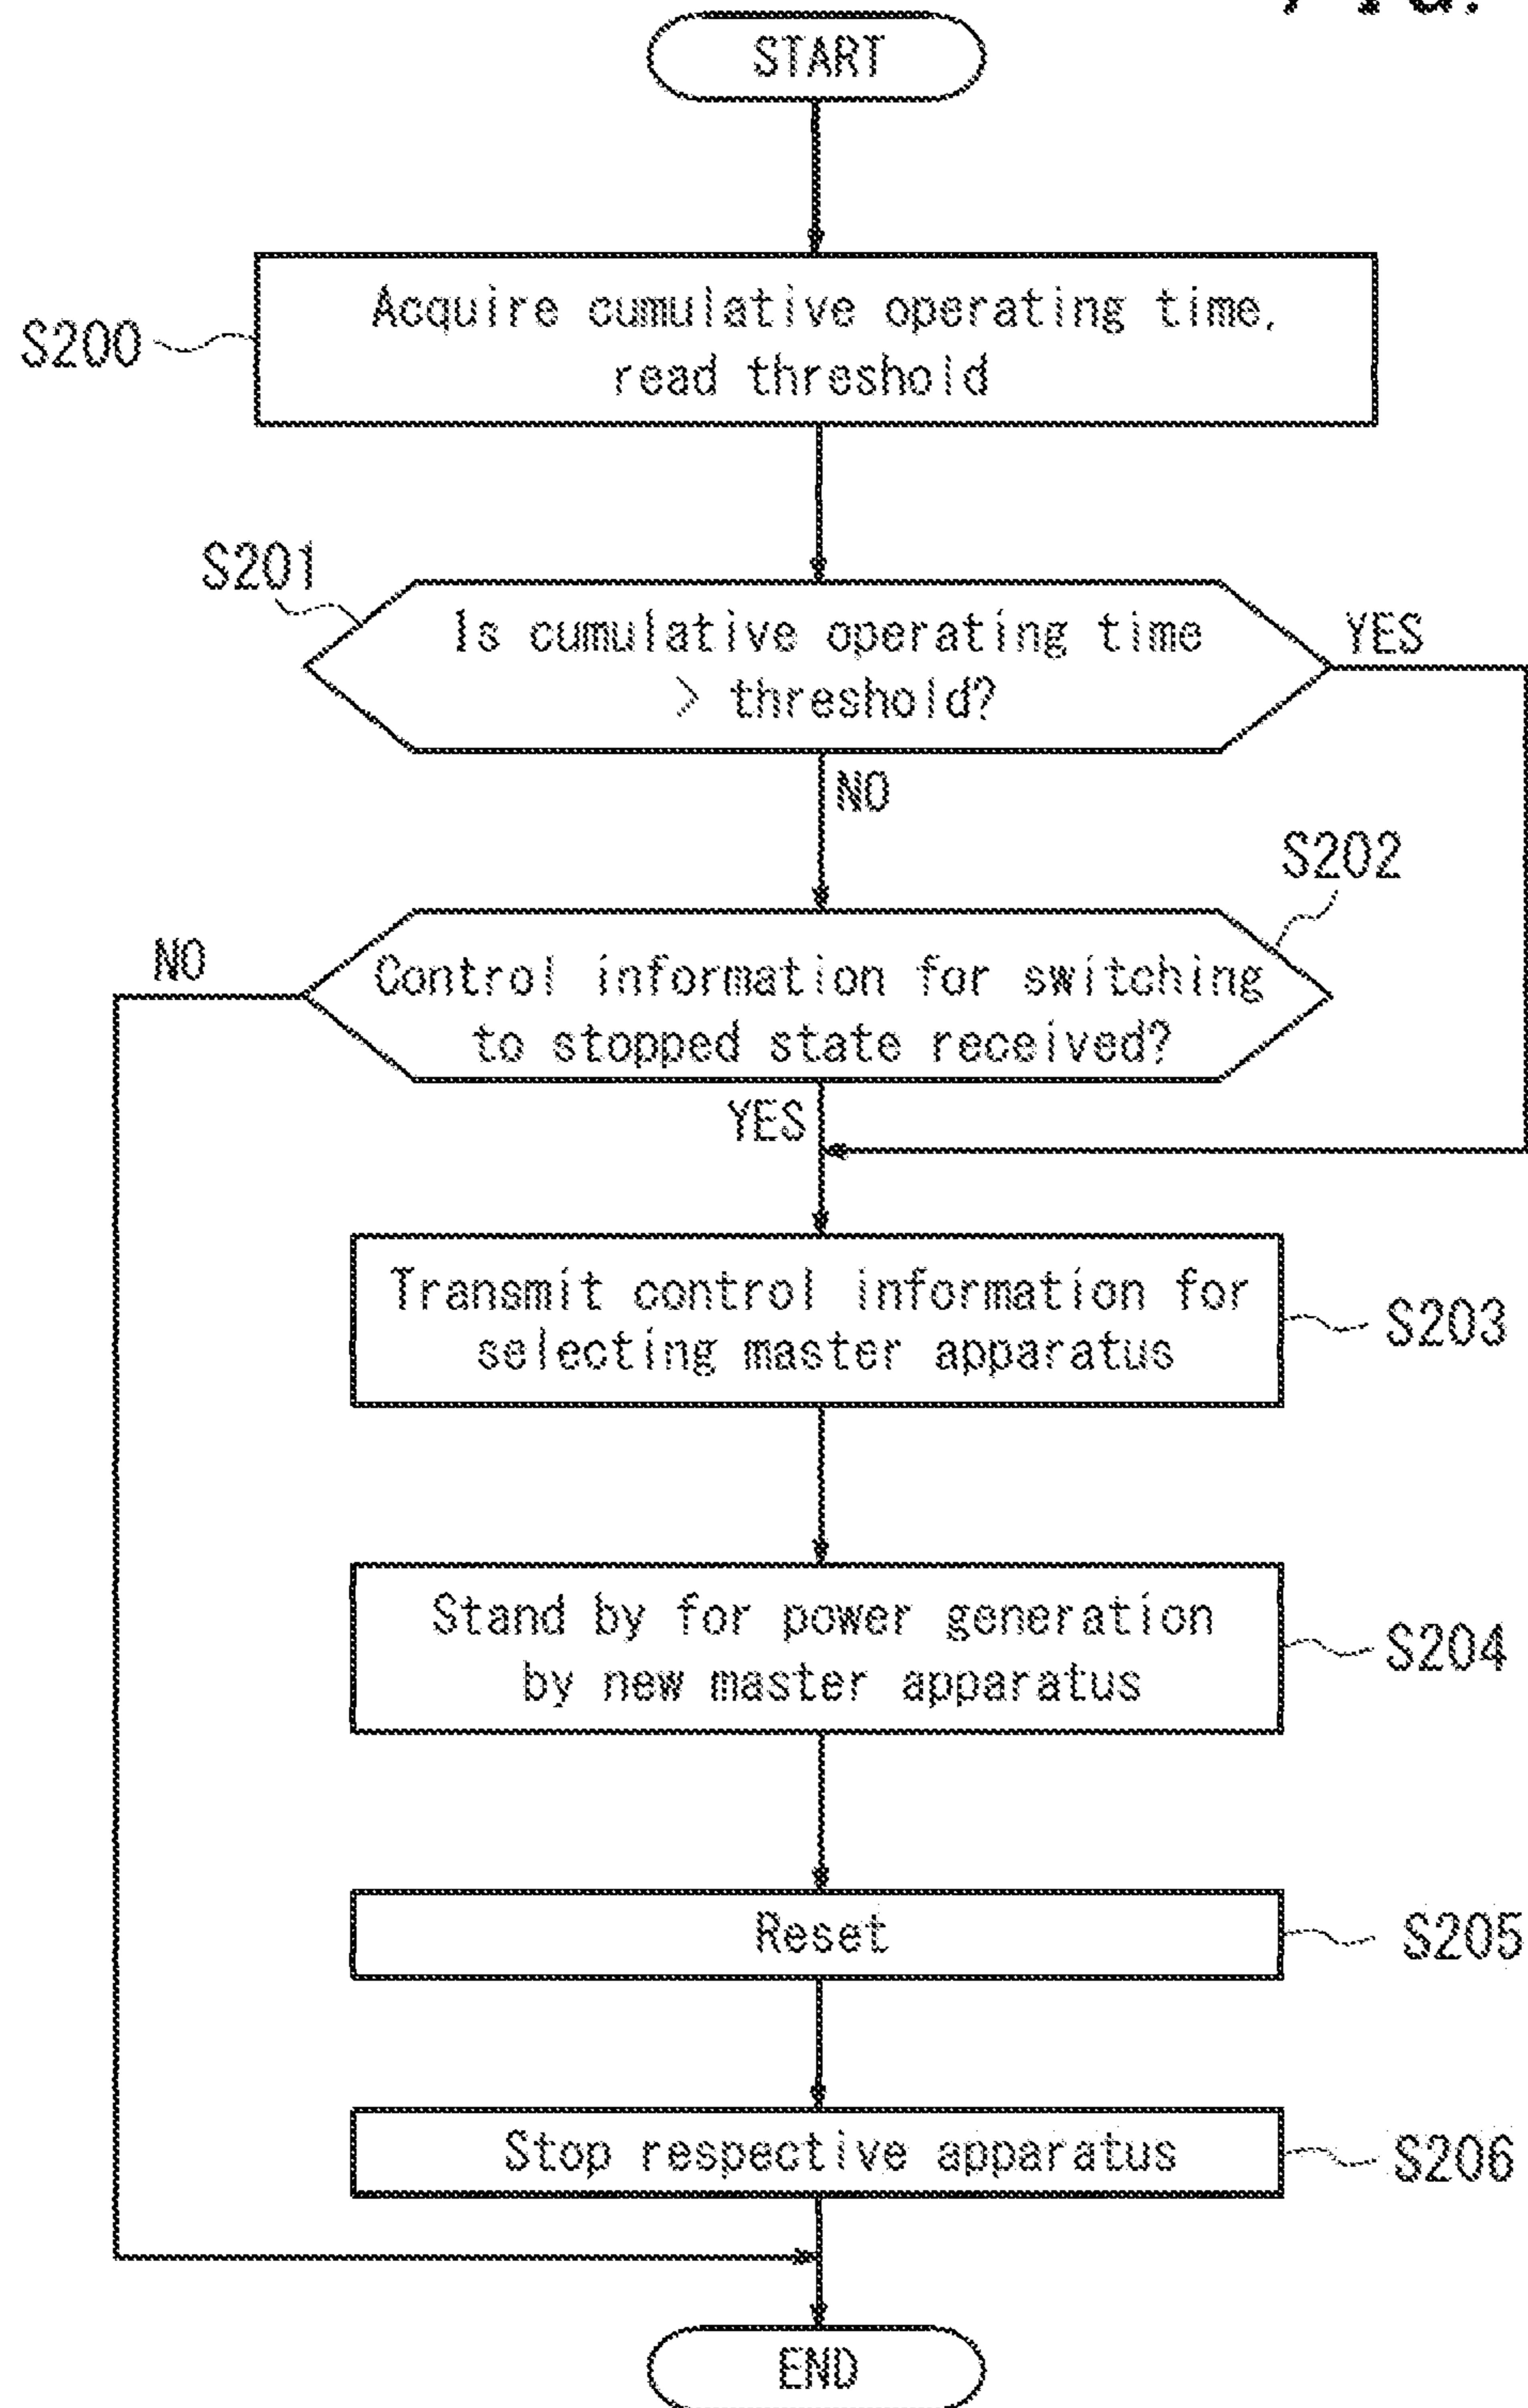 START
Acquire cumulative operating time,
read threshold
S200
S201
Is cumulative operating time
> threshold?
YES
NO
S202
NO
Control information for switching
to stopped state received?
YES
Transmit control information for
selecting master apparatus
S203
Stand by for power generation
by new master apparatus
S204
Reset
S205
Stop respective apparatus
S206
END